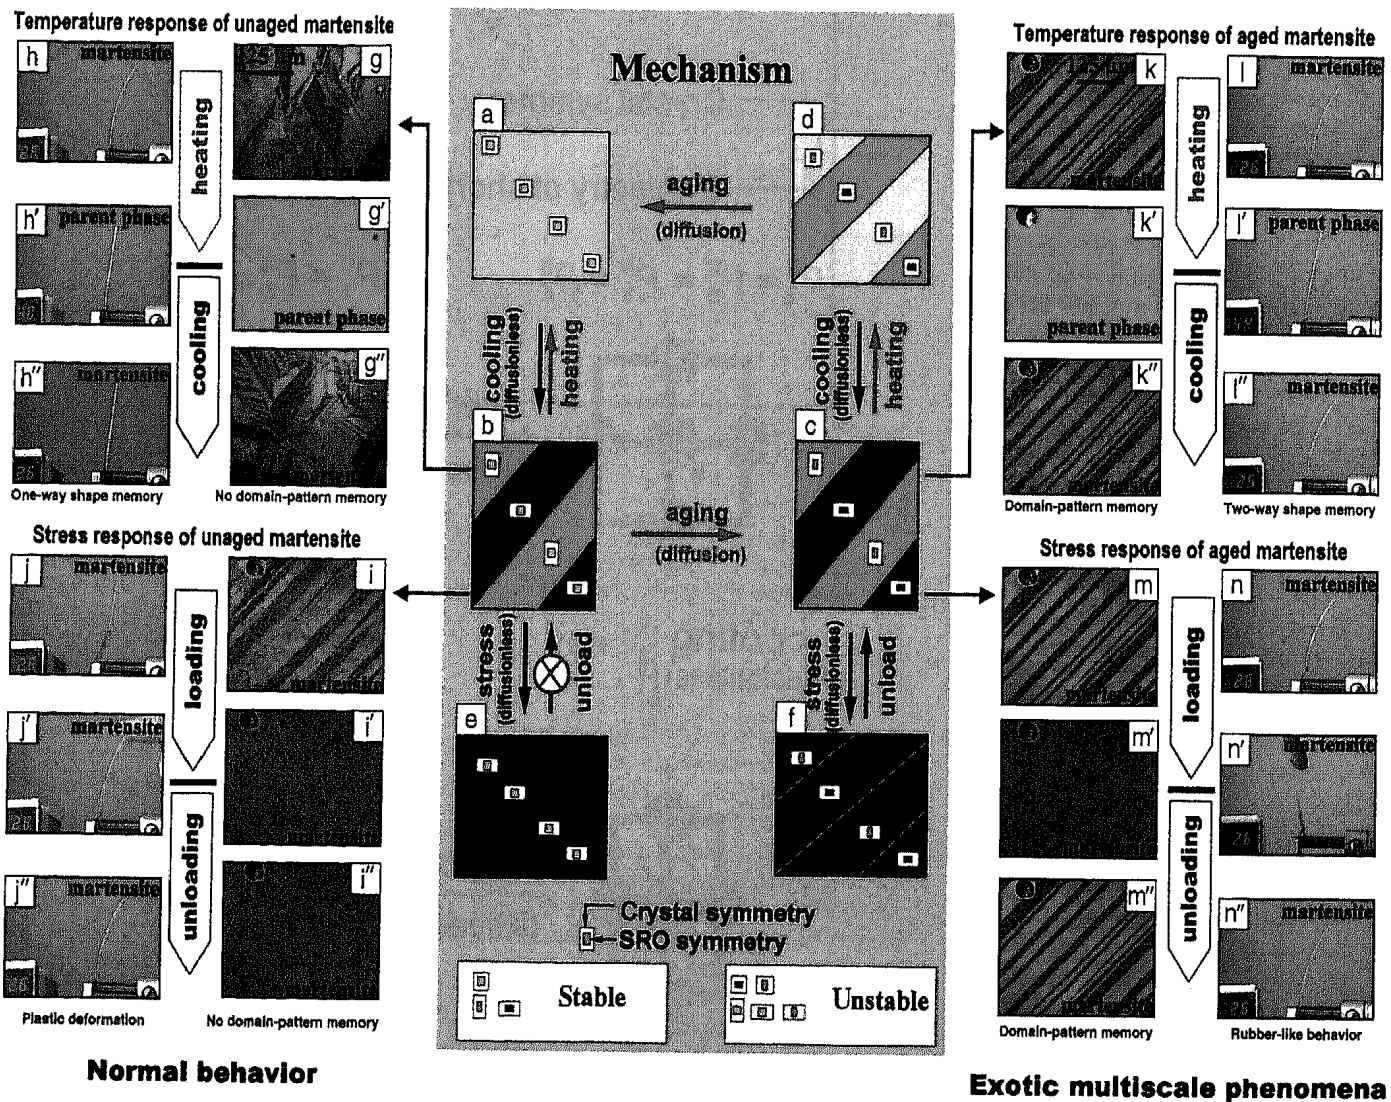 Temperature response of unaged martensite
h
martensite
heating
g
h'
parent phase
cooling
g'
parent phase
h''
martensite
g''
One-way shape memory
No domain-pattern memory
Stress response of unaged martensite
j
martensite
loading
i
martensite
j'
martensite
unloading
i'
j''
martensite
i''
Plastic deformation
No domain-pattern memory
Normal behavior
Mechanism
a
d
aging
(diffusion)
cooling
(diffusionless)
heating
cooling
(diffusionless)
heating
b
c
aging
(diffusion)
stress
(diffusionless)
unload
stress
(diffusionless)
unload
e
f
Crystal symmetry
SRO symmetry
Stable
Unstable
Temperature response of aged martensite
k
martensite
heating
l
martensite
k'
parent phase
cooling
l'
parent phase
k''
martensite
l''
martensite
Domain-pattern memory
Two-way shape memory
Stress response of aged martensite
m
martensite
loading
n
martensite
m'
unloading
n'
martensite
m''
martensite
n''
martensite
Domain-pattern memory
Rubber-like behavior
Exotic multiscale phenomena